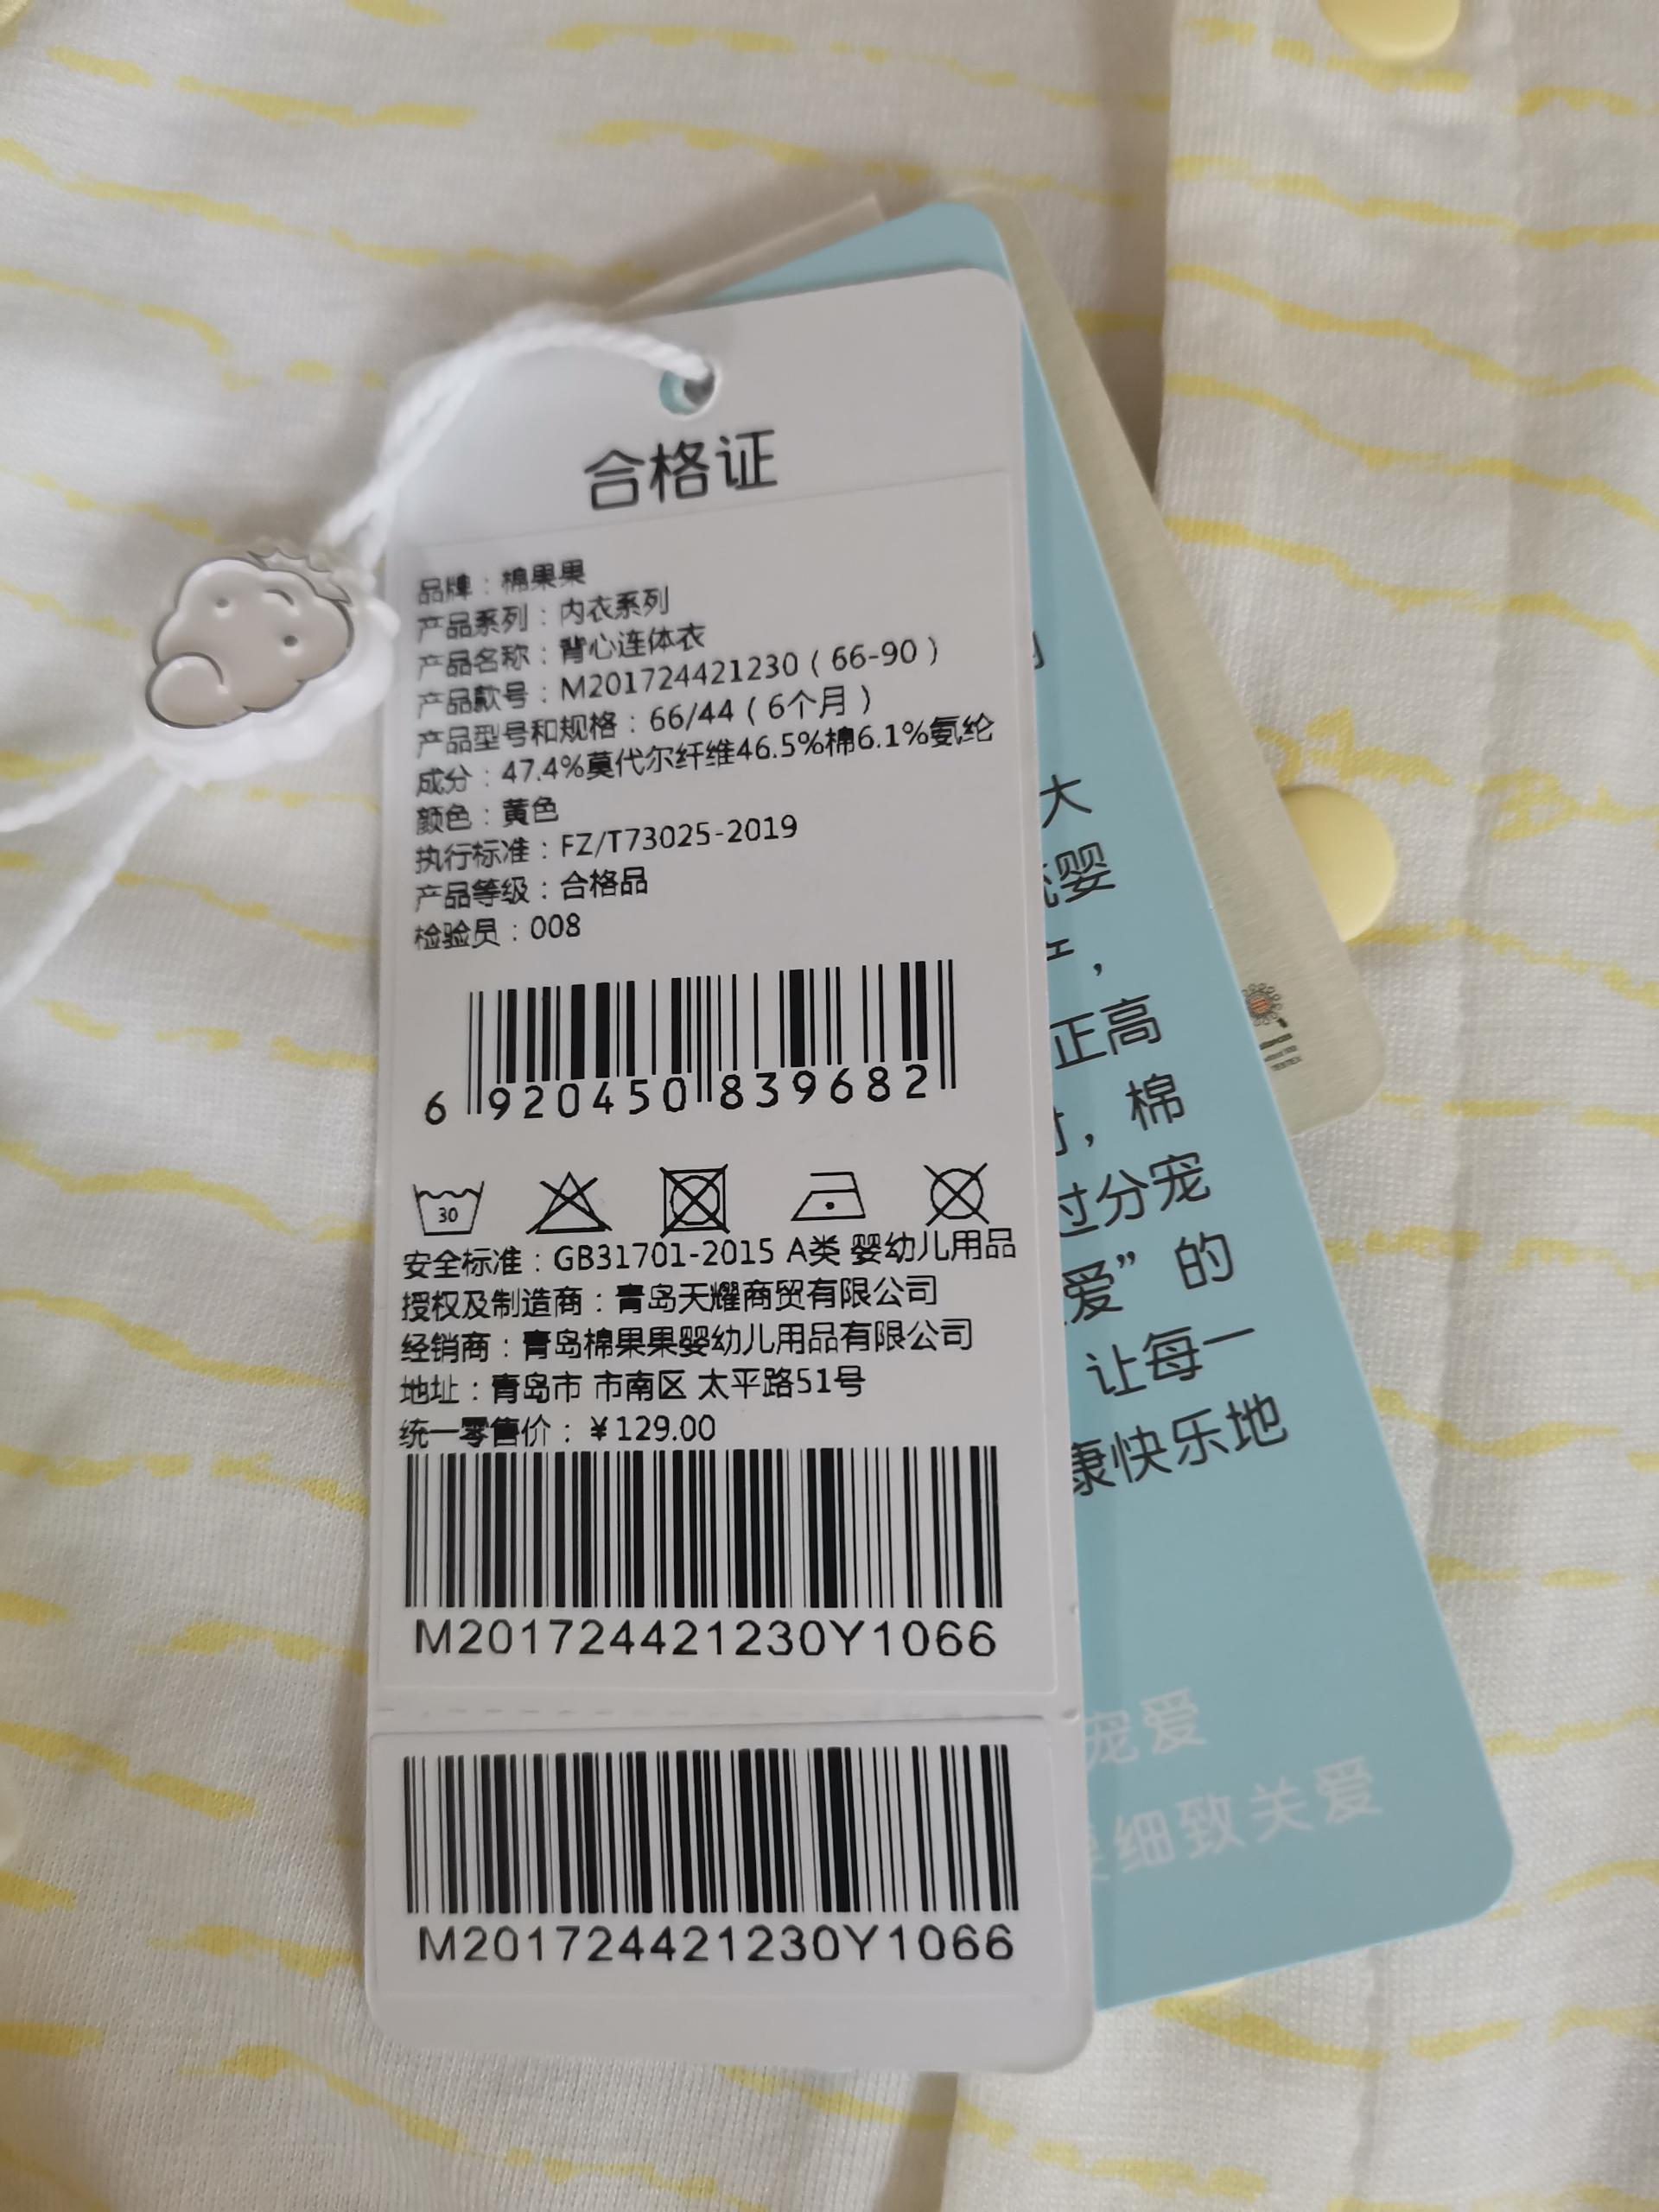 合格证
品牌：棉果果
产品系列：内衣系列
产品名称：背心连体衣
产品款号：M201724421230（66-90）
产品型号和规格：66/44（6个月）
成分：47.4%莫代尔纤维46.5%棉6.1%氨纶
颜色：黄色
执行标准：FZ/T73025-2019
产品等级：合格品
检验员：008
6 920450 839682
30
安全标准：GB31701-2015 A类 婴幼儿用品
授权及制造商：青岛天耀商贸有限公司
经销商：青岛棉果果婴幼儿用品有限公司
地址：青岛市 市南区 太平路51号
统一零售价：￥129.00
M201724421230Y1066
M201724421230Y1066
大
婴
，
正高
，棉
过分宠
爱”的
让每一
康快乐地
宠爱
细致关爱